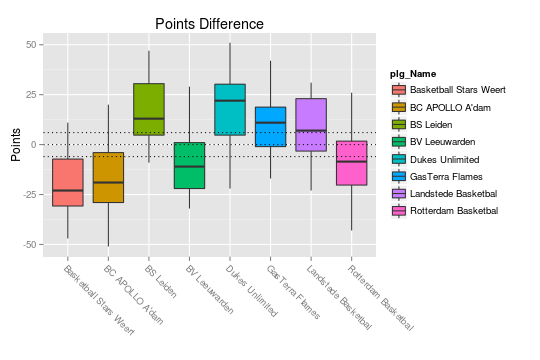 Points Difference
Points
50
25
0
-25
-50
Basketball Stars Weert
BC APOLLO A'dam
BS Leiden
BV Leeuwarden
Dukes Unlimited
GasTerra Flames
Landstede Basketbal
Rotterdam Basketbal
plg_Name
Basketball Stars Weert
BC APOLLO A'dam
BS Leiden
BV Leeuwarden
Dukes Unlimited
GasTerra Flames
Landstede Basketbal
Rotterdam Basketbal